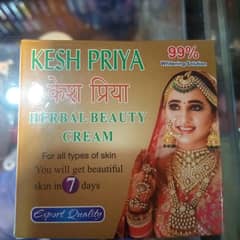 KESH PRIYA
99%
Whitening Solution
केश प्रिया
HERBAL BEAUTY
CREAM
For all types of skin
You will get beautiful
skin in 7 days
Export Quality